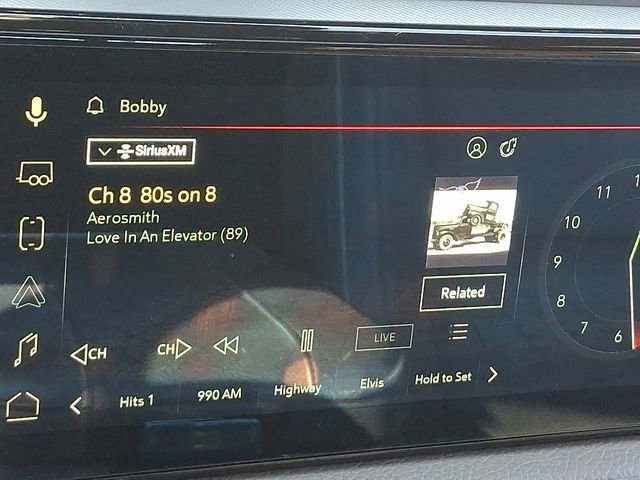 Bobby
SiriusXM
Ch 8 80s on 8
Aerosmith
Love In An Elevator (89)
Related
CH
CH
LIVE
Hits 1
990 AM
Highway
Elvis
Hold to Set
11
10
9
8
7
6